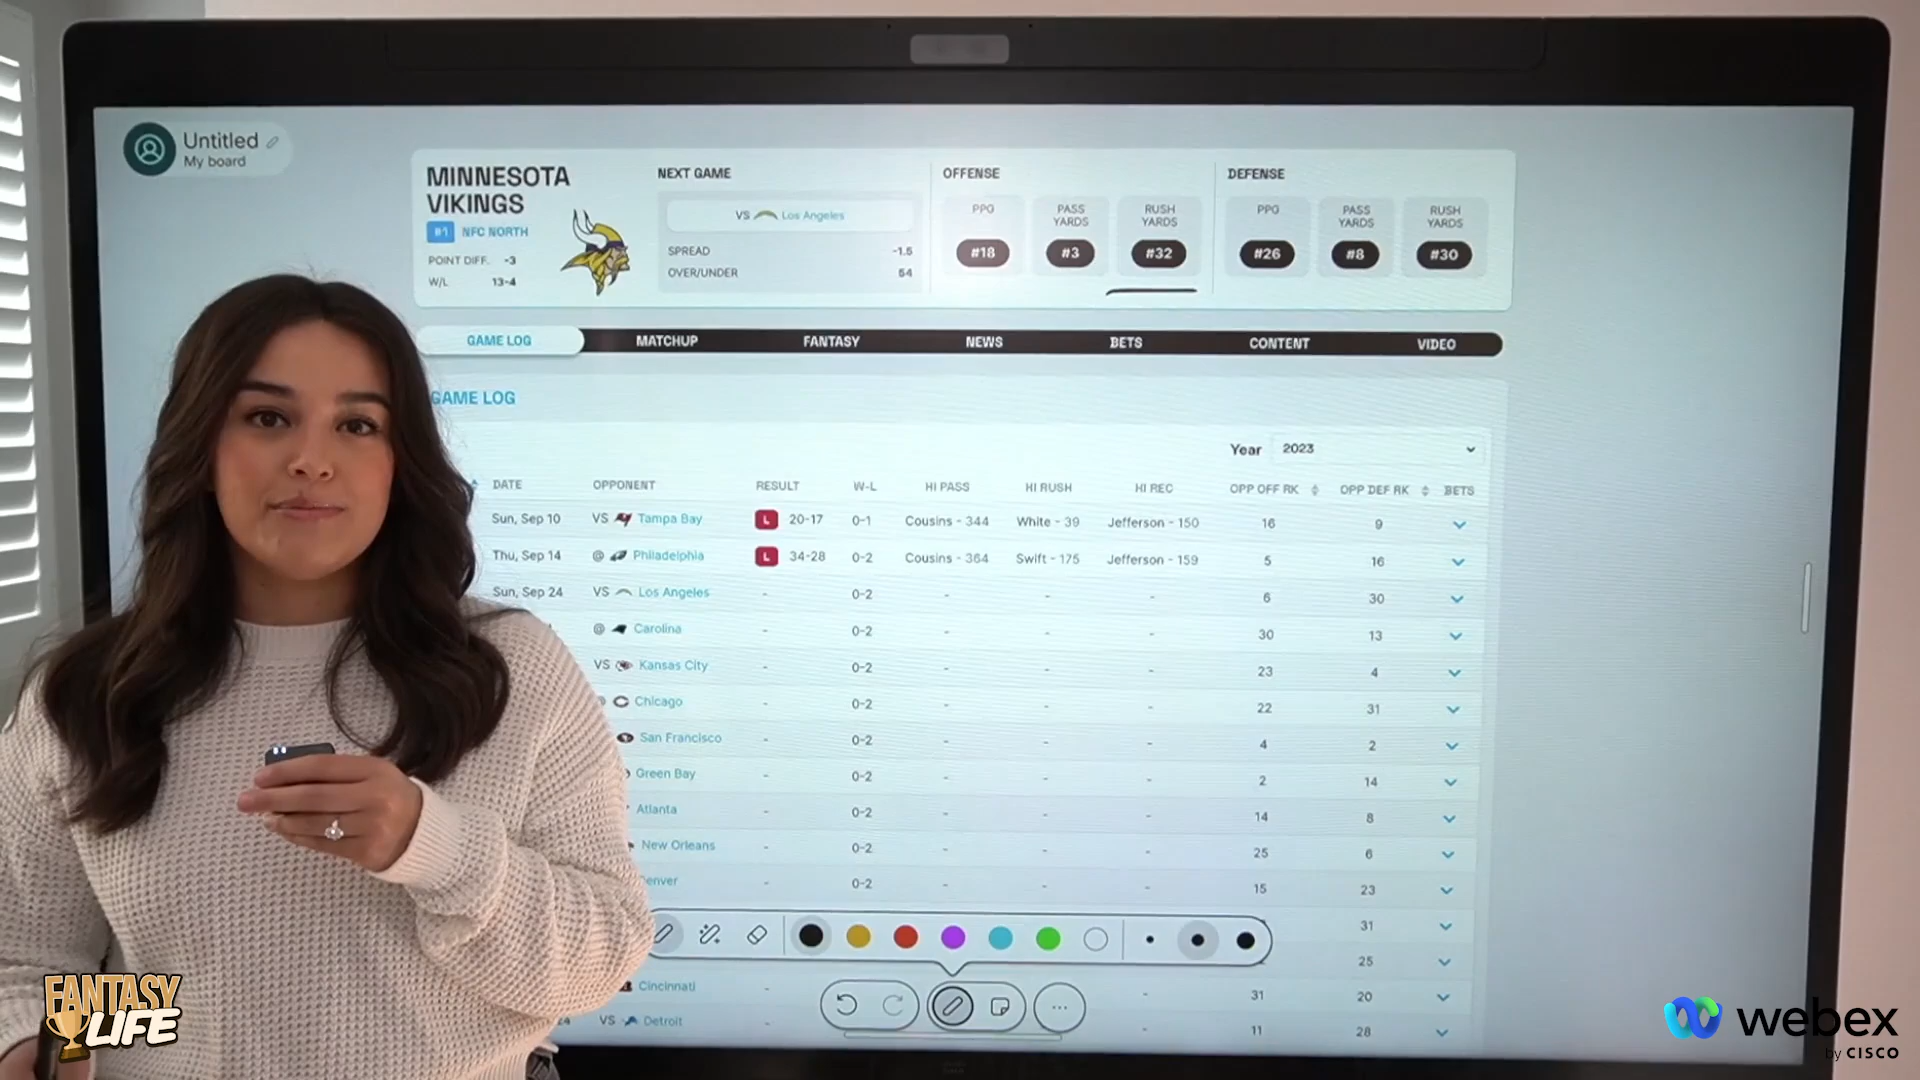 Untitled
My board
MINNESOTA
VIKINGS
#1 NFC NORTH
POINT DIFF. -3
W/L 13-4
NEXT GAME
VS Los Angeles
SPREAD -1.5
OVER/UNDER 54
OFFENSE
PPG PASS YARDS RUSH YARDS
#18 #3 #32
DEFENSE
PPG PASS YARDS RUSH YARDS
#26 #8 #30
GAME LOG MATCHUP FANTASY NEWS BETS CONTENT VIDEO
GAME LOG
Year 2023
DATE OPPONENT RESULT W-L HI PASS HI RUSH HI REC OPP OFF RK OPP DEF RK BETS
Sun, Sep 10 VS Tampa Bay L 20-17 0-1 Cousins - 344 White - 39 Jefferson - 150 16 9
Thu, Sep 14 @ Philadelphia L 34-28 0-2 Cousins - 364 Swift - 175 Jefferson - 159 5 16
Sun, Sep 24 VS Los Angeles - 0-2 - - - 6 30
@ Carolina - 0-2 - - - 30 13
VS Kansas City - 0-2 - - - 23 4
Chicago - 0-2 - - - 22 31
San Francisco - 0-2 - - - 4 2
Green Bay - 0-2 - - - 2 14
Atlanta - 0-2 - - - 14 8
New Orleans - 0-2 - - - 25 6
- 0-2 - - - 15 23
31
25
Cincinnati - - 31 20
VS Detroit - - 11 28
FANTASY
LIFE
webex
by CISCO